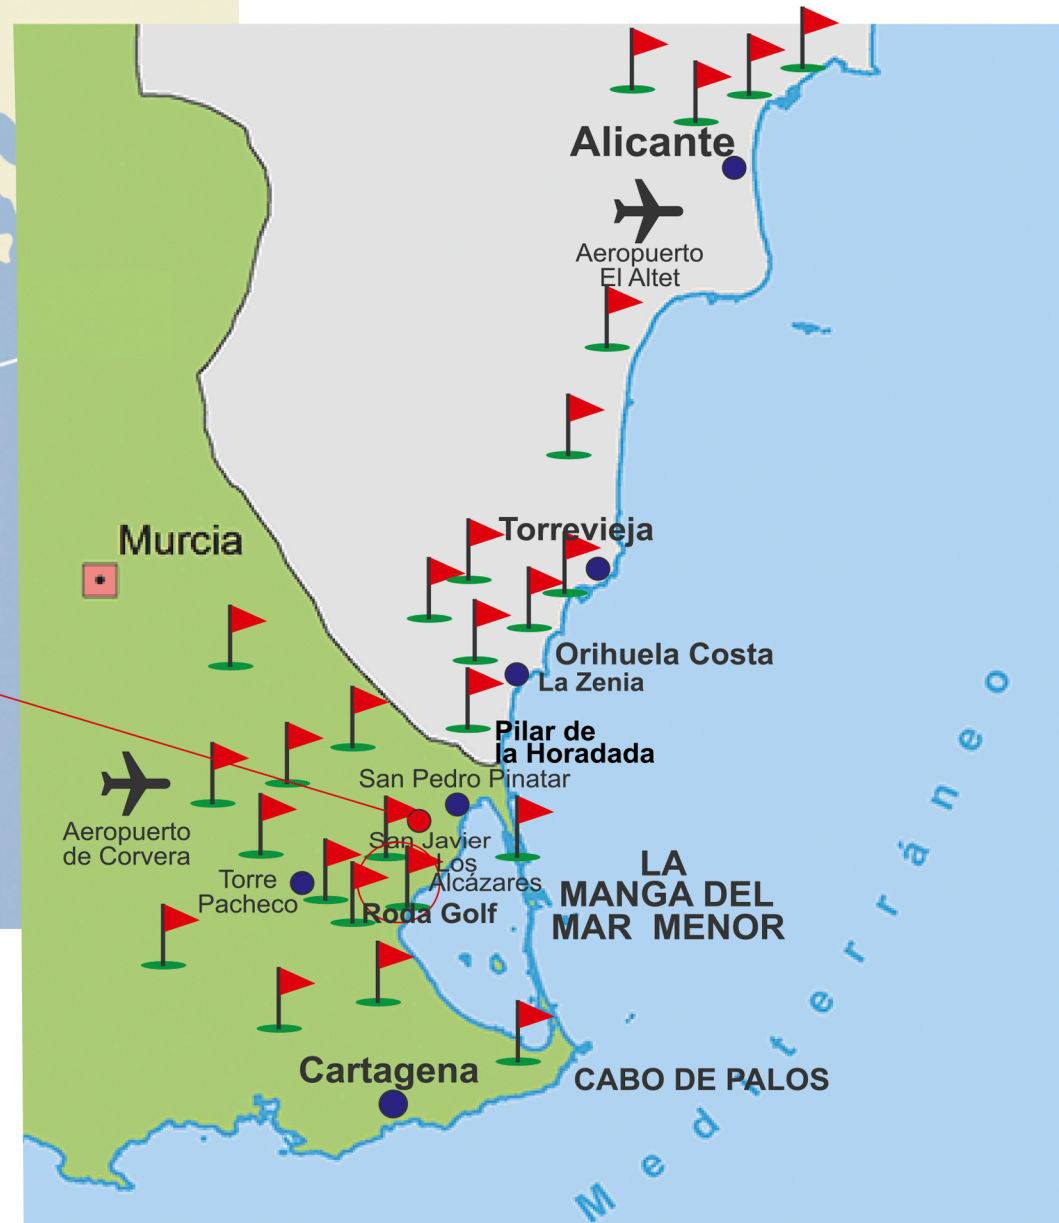 Alicante
Aeropuerto
El Altet
Torrevieja
Murcia
Orihuela Costa
La Zenia
Pilar de
la Horadada
San Pedro Pinatar
Aeropuerto
de Corvera
San Javier
Los
Alcázares
Torre
Pacheco
Roda Golf
LA
MANGA DEL
MAR MENOR
Cartagena
CABO DE PALOS
Mediterráneo